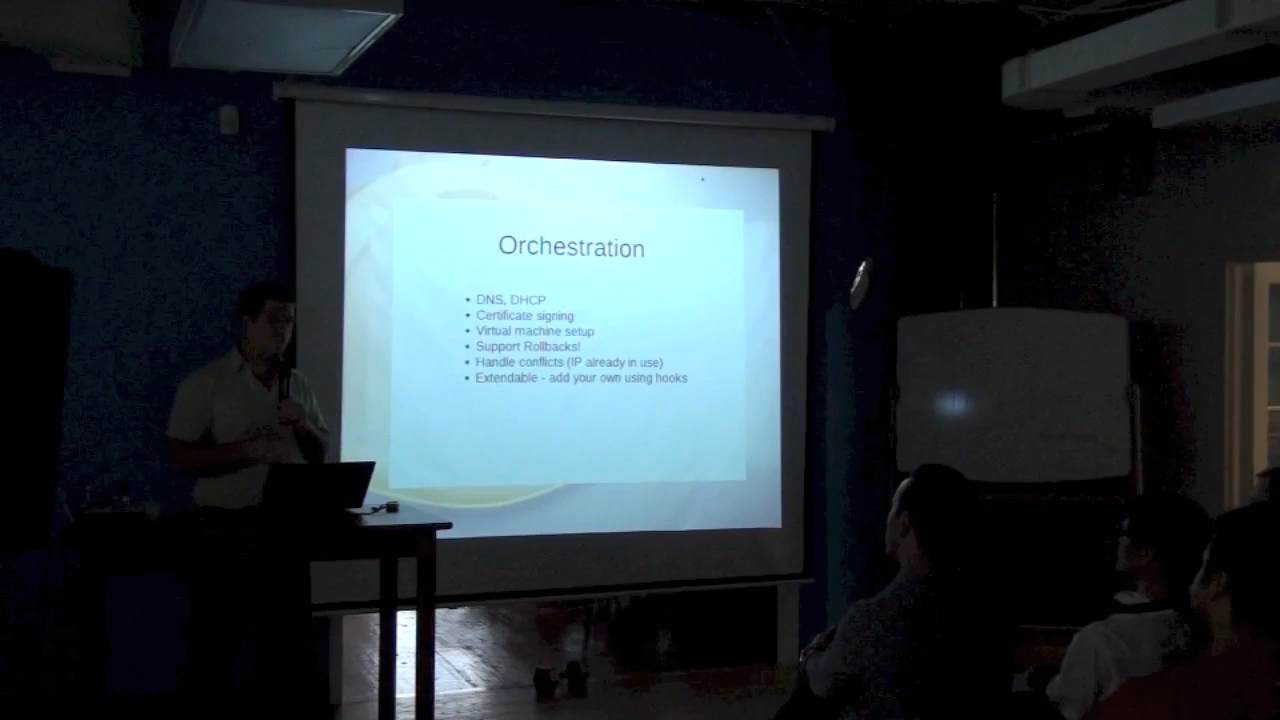 Orchestration
• DNS, DHCP
• Certificate signing
• Virtual machine setup
• Support Rollbacks!
• Handle conflicts (IP already in use)
• Extendable - add your own using hooks